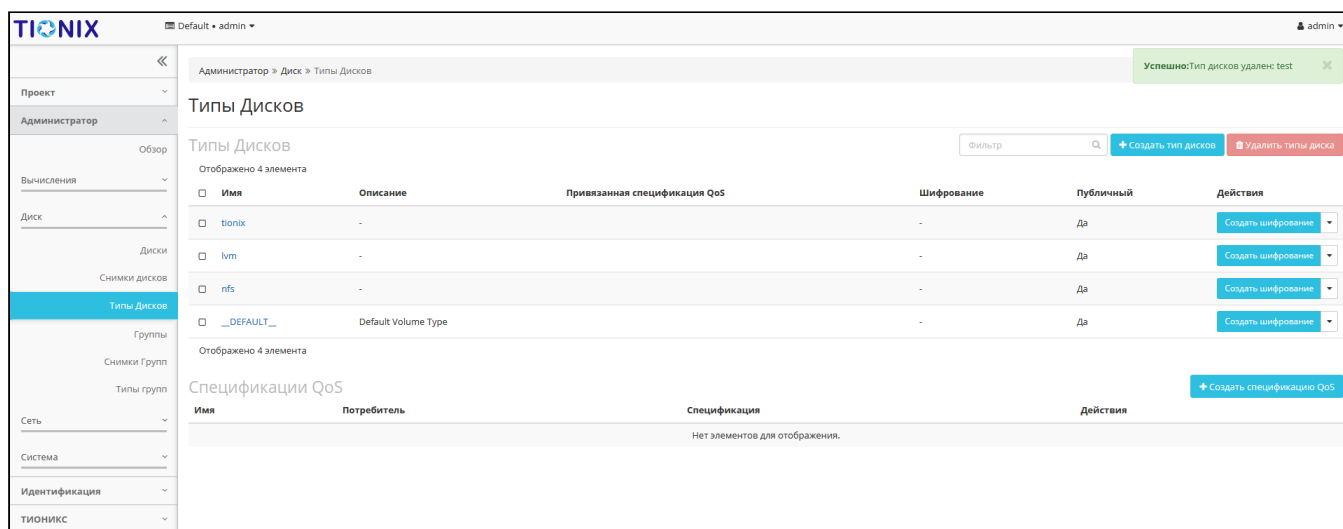 TIONIX
Default • admin
admin
Администратор » Диск » Типы Дисков
Успешно:Тип дисков удален: test
Проект
Администратор
Обзор
Вычисления
Диск
Диски
Снимки дисков
Типы Дисков
Группы
Снимки Групп
Типы групп
Сеть
Система
Идентификация
ТИОНИКС
Типы Дисков
Типы Дисков
Фильтр
Создать тип дисков
Удалить типы диска
Отображено 4 элемента
Имя Описание Привязанная спецификация QoS Шифрование Публичный Действия
tionix - - Да Создать шифрование
lvm - - Да Создать шифрование
nfs - - Да Создать шифрование
__DEFAULT__ Default Volume Type - Да Создать шифрование
Отображено 4 элемента
Спецификации QoS
Создать спецификацию QoS
Имя Потребитель Спецификация Действия
Нет элементов для отображения.